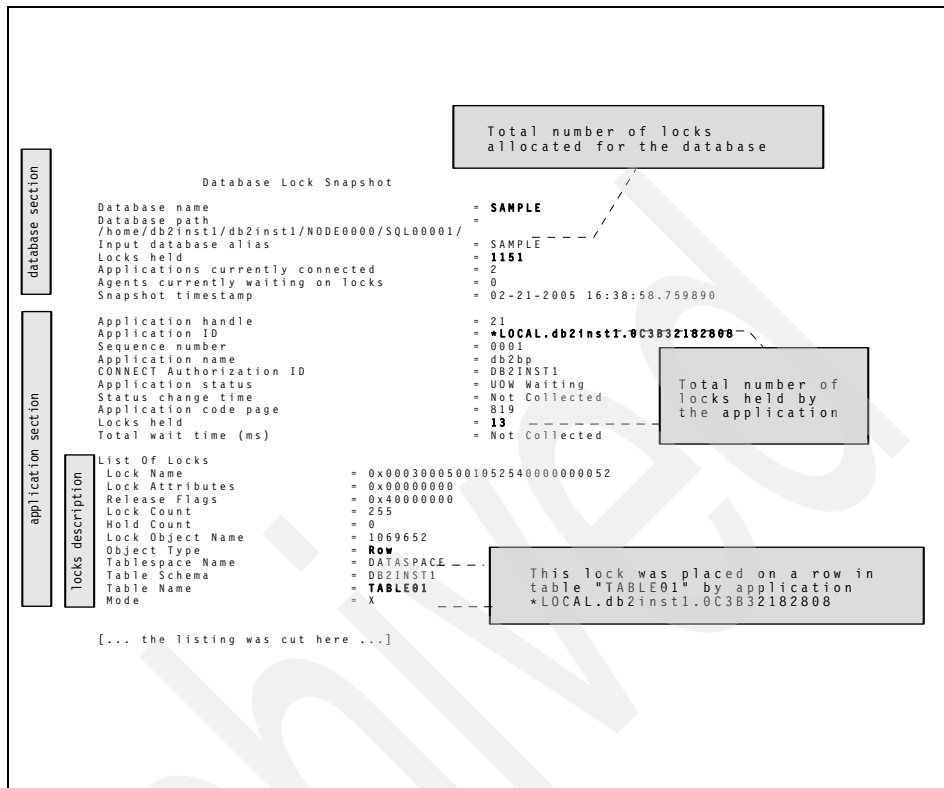 Total number of locks
allocated for the database
database section
Database Lock Snapshot
Database name = SAMPLE
Database path =
/home/db2inst1/db2inst1/NODE0000/SQL00001/
Input database alias = SAMPLE
Locks held = 1151
Applications currently connected = 2
Agents currently waiting on locks = 0
Snapshot timestamp = 02-21-2005 16:38:58.759890
application section
Application handle = 21
Application ID = *LOCAL.db2inst1.0C3B32182808
Sequence number = 0001
Application name = db2bp
CONNECT Authorization ID = DB2INST1
Application status = UOW Waiting
Status change time = Not Collected
Application code page = 819
Locks held = 13
Total wait time (ms) = Not Collected
Total number of
locks held by
the application
locks description
List Of Locks
Lock Name = 0x00030005001052540000000052
Lock Attributes = 0x00000000
Release Flags = 0x40000000
Lock Count = 255
Hold Count = 0
Lock Object Name = 1069652
Object Type = Row
Tablespace Name = DATASPACE
Table Schema = DB2INST1
Table Name = TABLE01
Mode = X
This lock was placed on a row in
table "TABLE01" by application
*LOCAL.db2inst1.0C3B32182808
[... the listing was cut here ...]